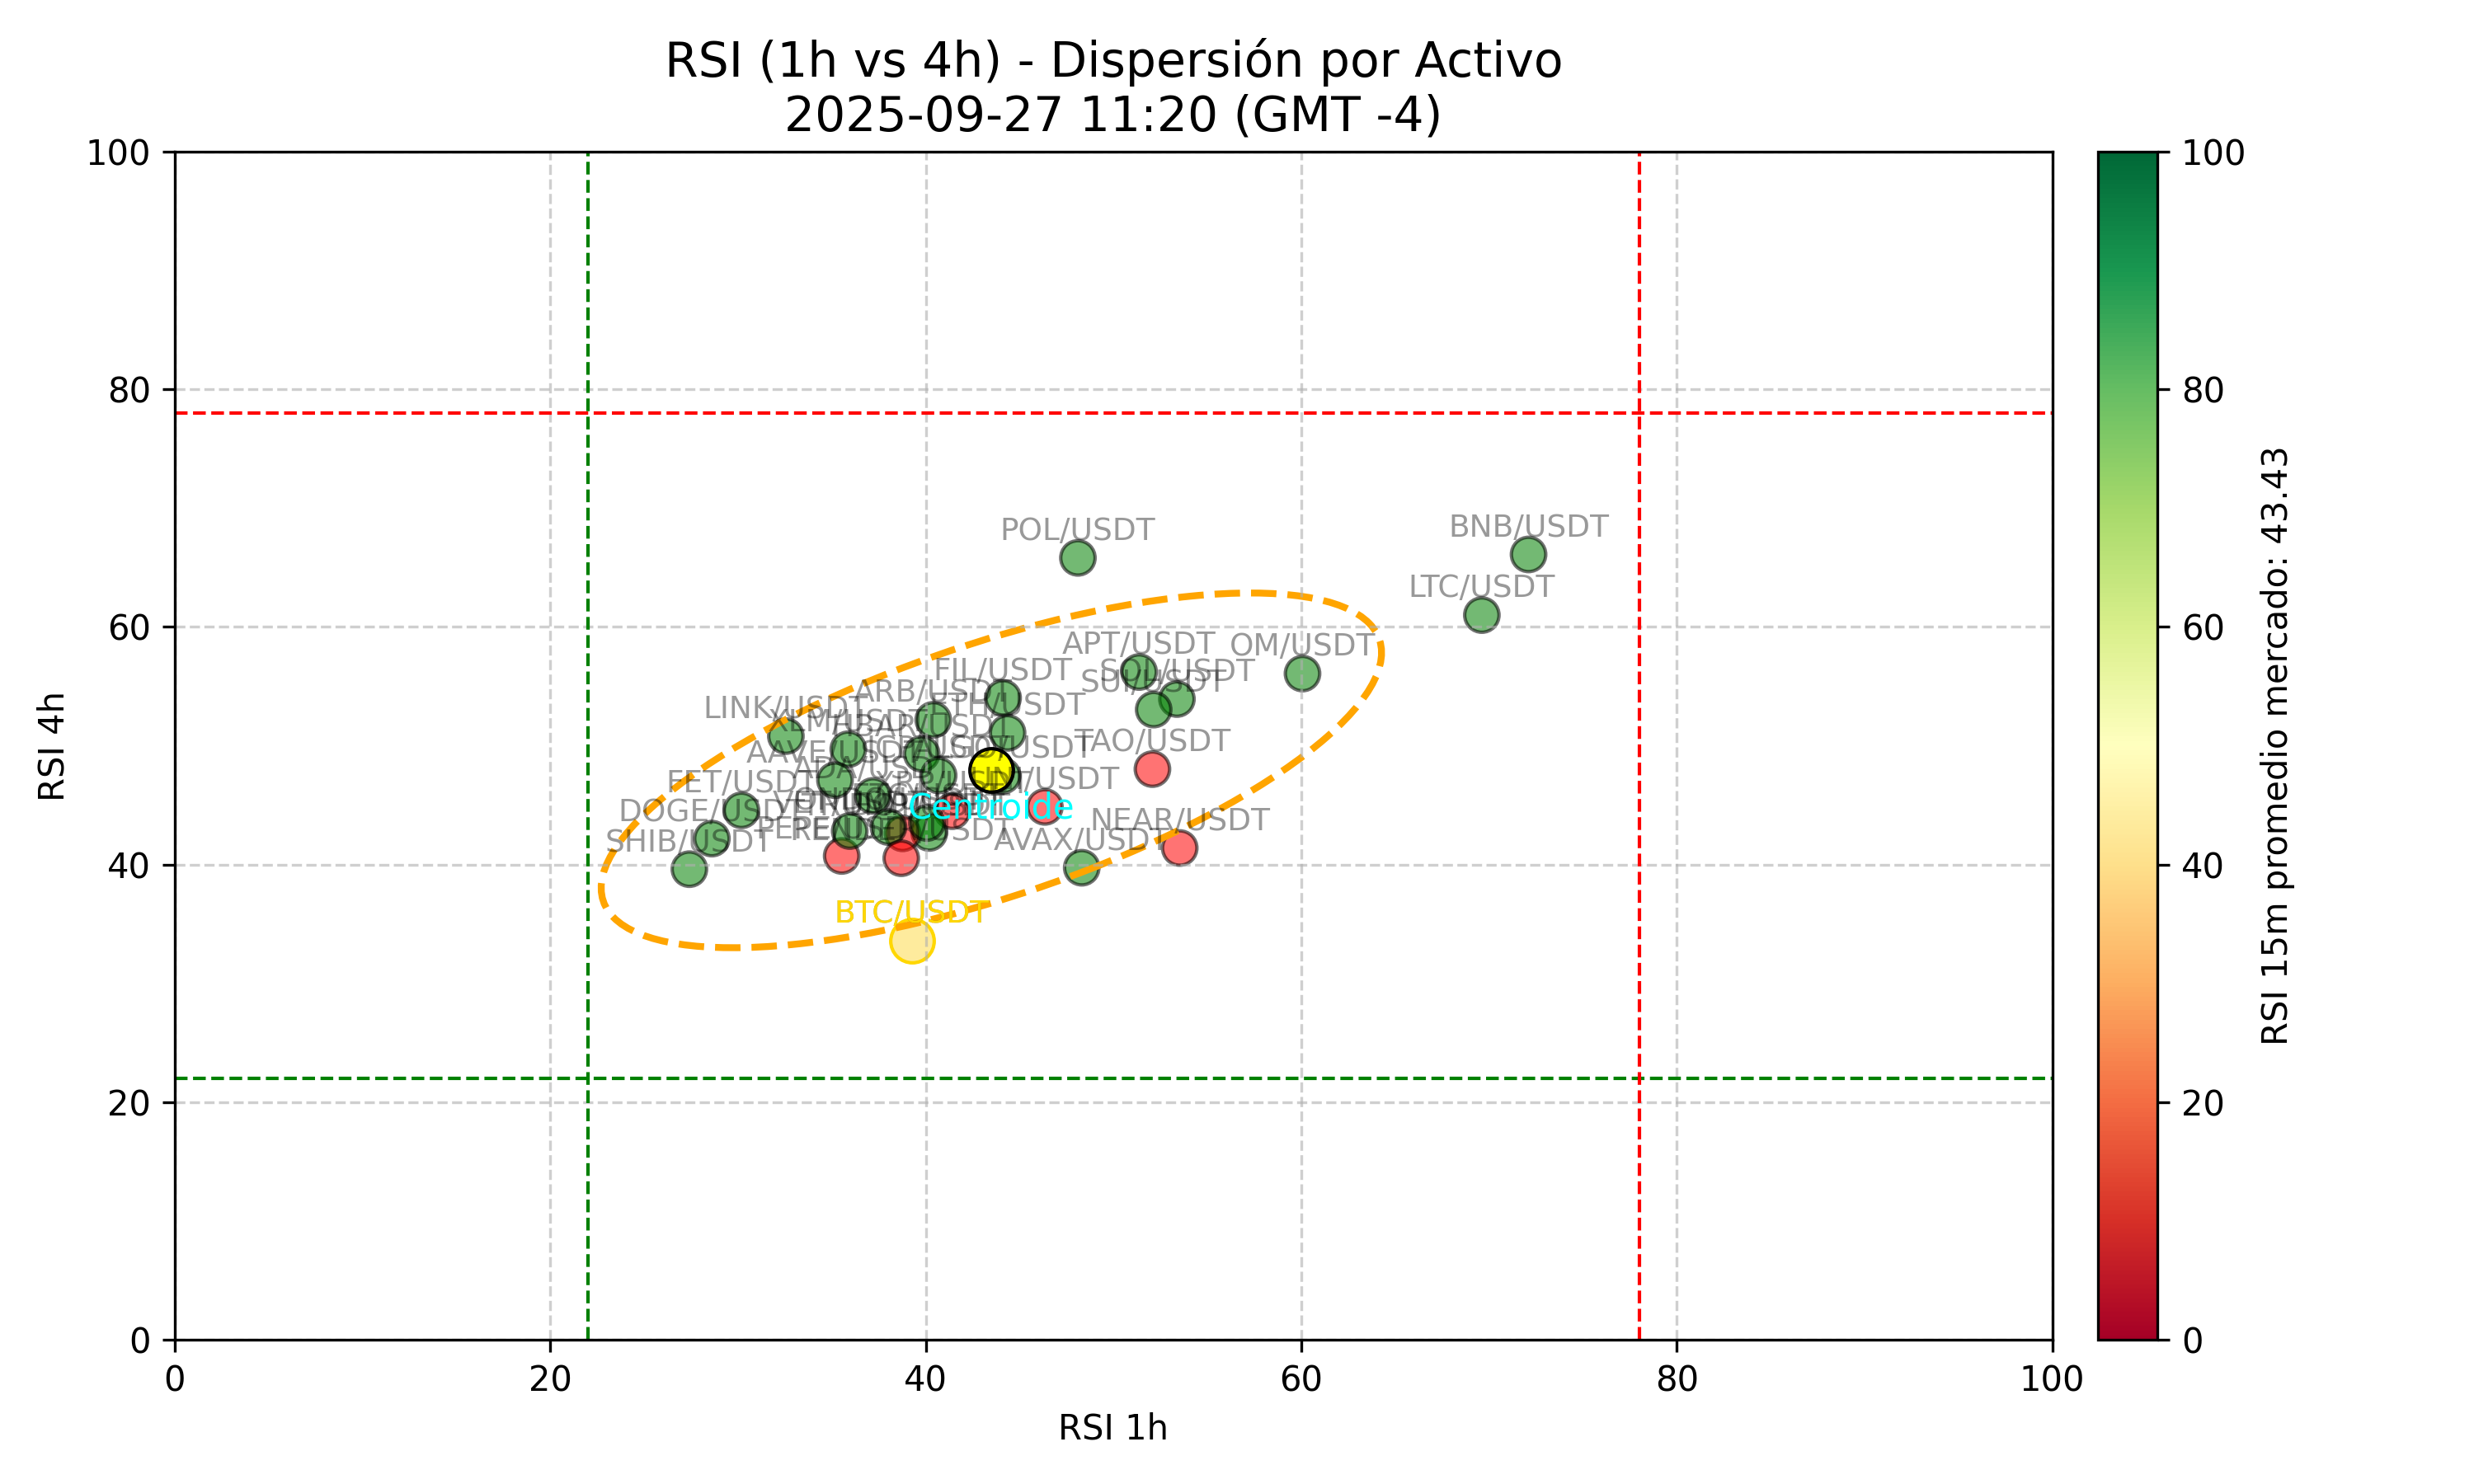 RSI (1h vs 4h) - Dispersión por Activo
2025-09-27 11:20 (GMT -4)
100
80
60
40
20
0
RSI 4h
0
20
40
60
80
100
RSI 1h
POL/USDT
BNB/USDT
LTC/USDT
APT/USDT
OM/USDT
FIL/USDT
SUI/USDT
ARB/USDT
LINK/USDT
TAO/USDT
AAVE/USDT
FET/USDT
DOGE/USDT
SHIB/USDT
NEAR/USDT
AVAX/USDT
Centroide
BTC/USDT
100
80
60
40
20
0
RSI 15m promedio mercado: 43.43